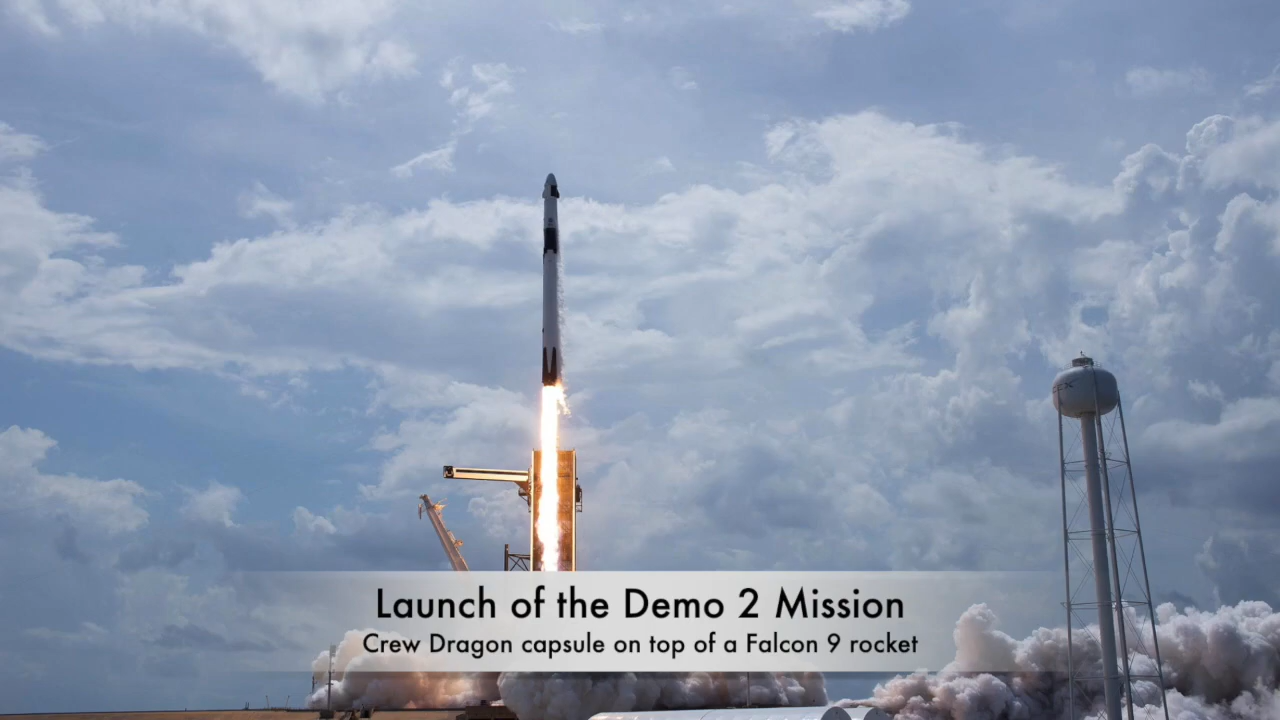 Launch of the Demo 2 Mission
Crew Dragon capsule on top of a Falcon 9 rocket